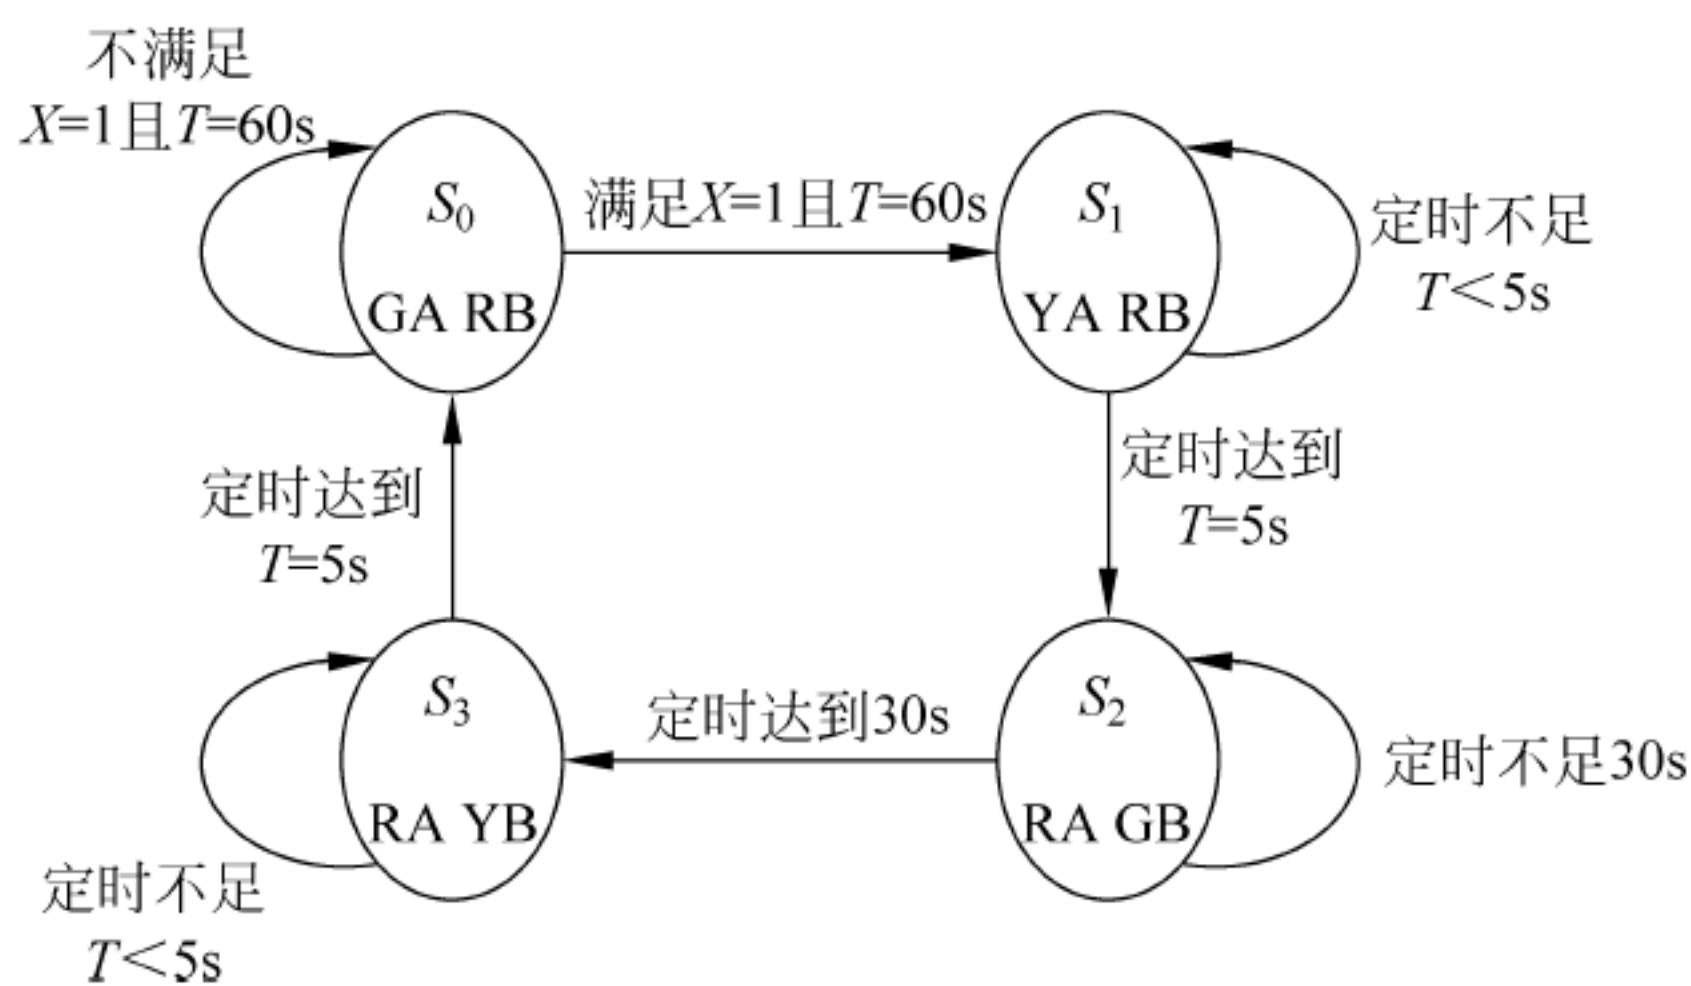 不满足
X=1且T=60s
S0
GA RB
满足X=1且T=60s
S1
YA RB
定时不足
T＜5s
定时达到
T=5s
定时达到
T=5s
S3
RA YB
定时达到30s
S2
RA GB
定时不足30s
定时不足
T＜5s